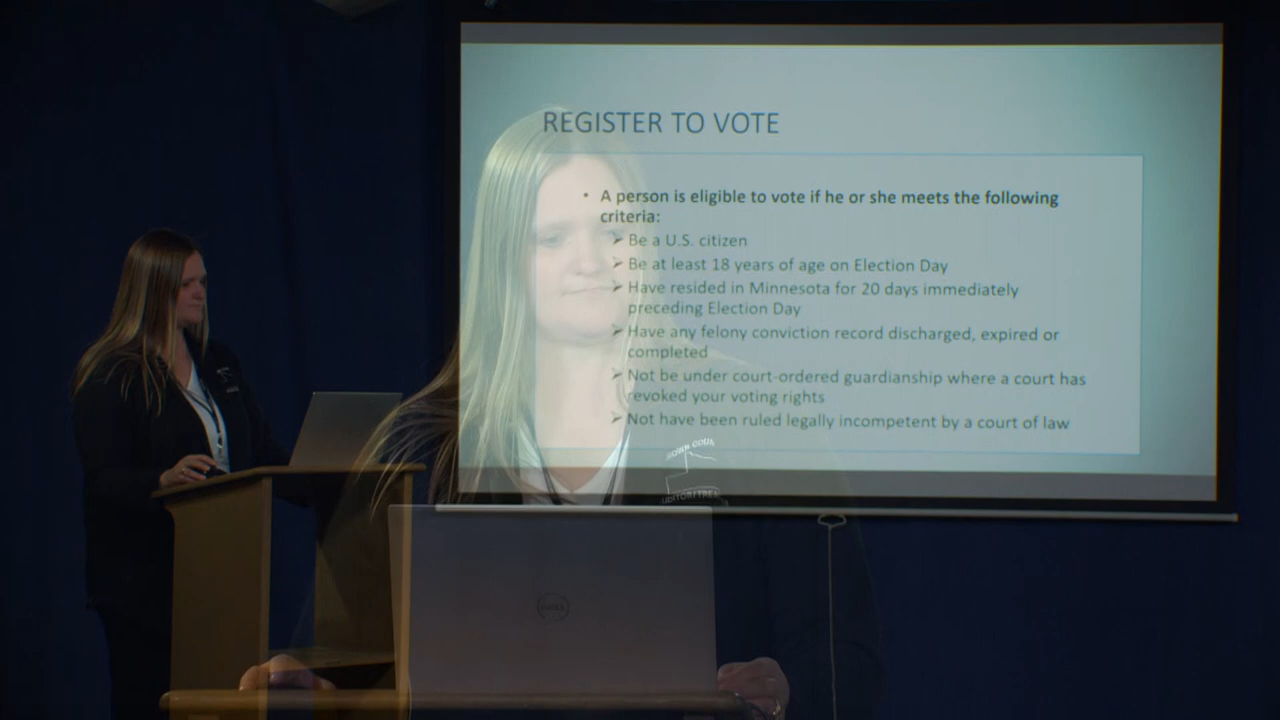 REGISTER TO VOTE
• A person is eligible to vote if he or she meets the following
criteria:
➢ Be a U.S. citizen
➢ Be at least 18 years of age on Election Day
➢ Have resided in Minnesota for 20 days immediately
preceding Election Day
➢ Have any felony conviction record discharged, expired or
completed
➢ Not be under court-ordered guardianship where a court has
revoked your voting rights
➢ Not have been ruled legally incompetent by a court of law
DELL